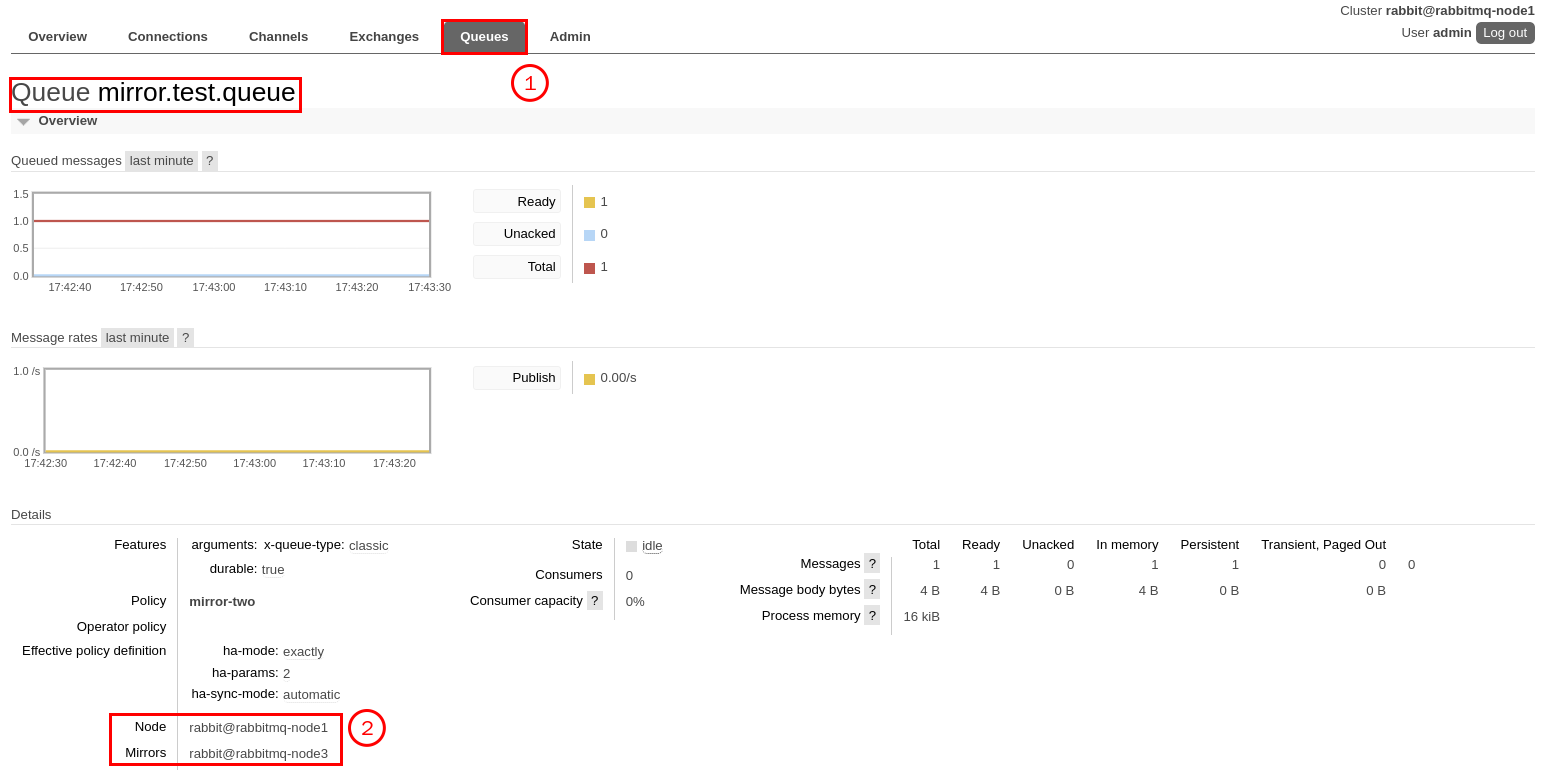 Cluster rabbit@rabbitmq-node1
User admin Log out
Overview Connections Channels Exchanges Queues Admin
1
Queue mirror.test.queue
Overview
Queued messages last minute ?
1.5
1.0
0.5
0.0
17:42:40 17:42:50 17:43:00 17:43:10 17:43:20 17:43:30
Ready 1
Unacked 0
Total 1
Message rates last minute ?
1.0 /s
0.0 /s
17:42:30 17:42:40 17:42:50 17:43:00 17:43:10 17:43:20
Publish 0.00/s
Details
Features arguments: x-queue-type: classic
durable: true
Policy mirror-two
Operator policy
Effective policy definition ha-mode: exactly
ha-params: 2
ha-sync-mode: automatic
Node rabbit@rabbitmq-node1
Mirrors rabbit@rabbitmq-node3
2
State idle
Consumers 0
Consumer capacity ? 0%
Total Ready Unacked In memory Persistent Transient, Paged Out
Messages ? 1 1 0 1 1 0 0
Message body bytes ? 4 B 4 B 0 B 4 B 0 B 0 B
Process memory ? 16 kiB